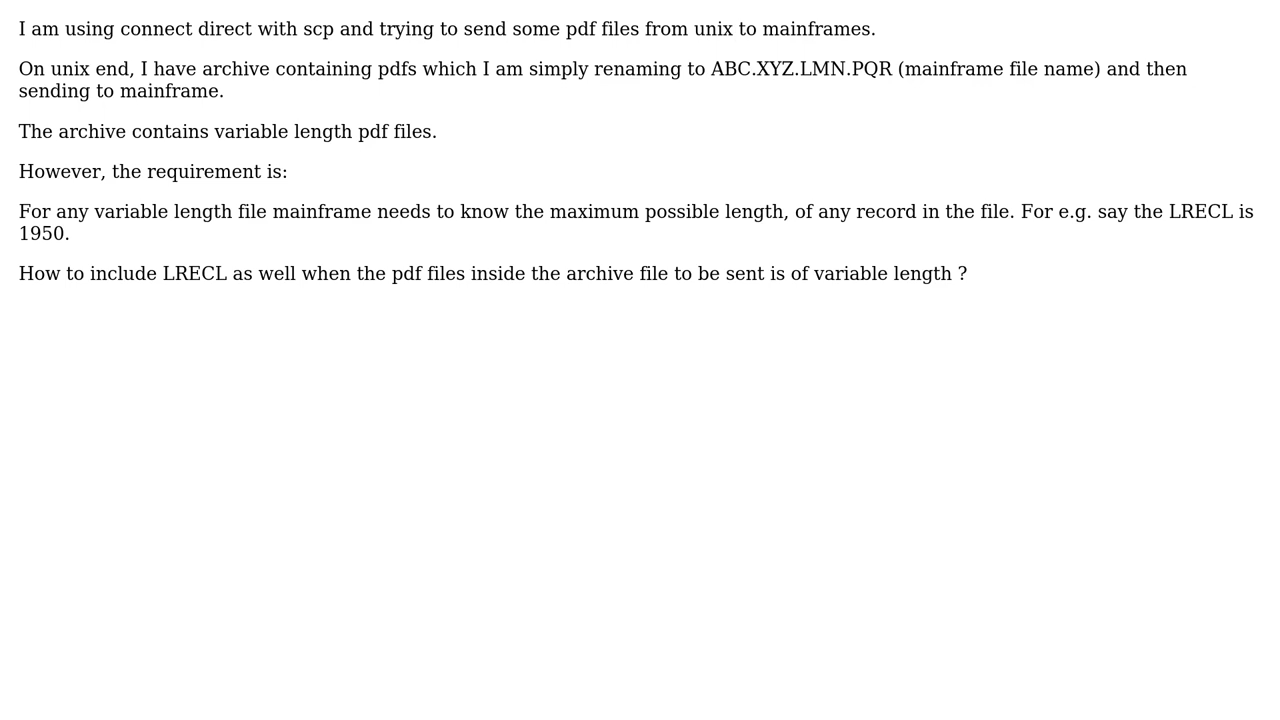 I am using connect direct with scp and trying to send some pdf files from unix to mainframes.
On unix end, I have archive containing pdfs which I am simply renaming to ABC.XYZ.LMN.PQR (mainframe file name) and then
sending to mainframe.
The archive contains variable length pdf files.
However, the requirement is:
For any variable length file mainframe needs to know the maximum possible length, of any record in the file. For e.g. say the LRECL is
1950.
How to include LRECL as well when the pdf files inside the archive file to be sent is of variable length ?